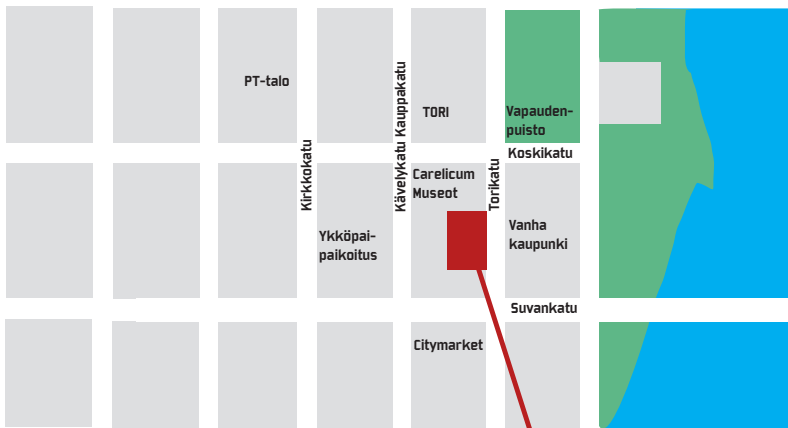 PT-talo
TORI
Vapauden-
puisto
Koskikatu
Kirkkokatu
Kävelykatu Kauppakatu
Carelicum
Museot
Torikatu
Ykköpai-
paikoitus
Vanha
kaupunki
Suvankatu
Citymarket